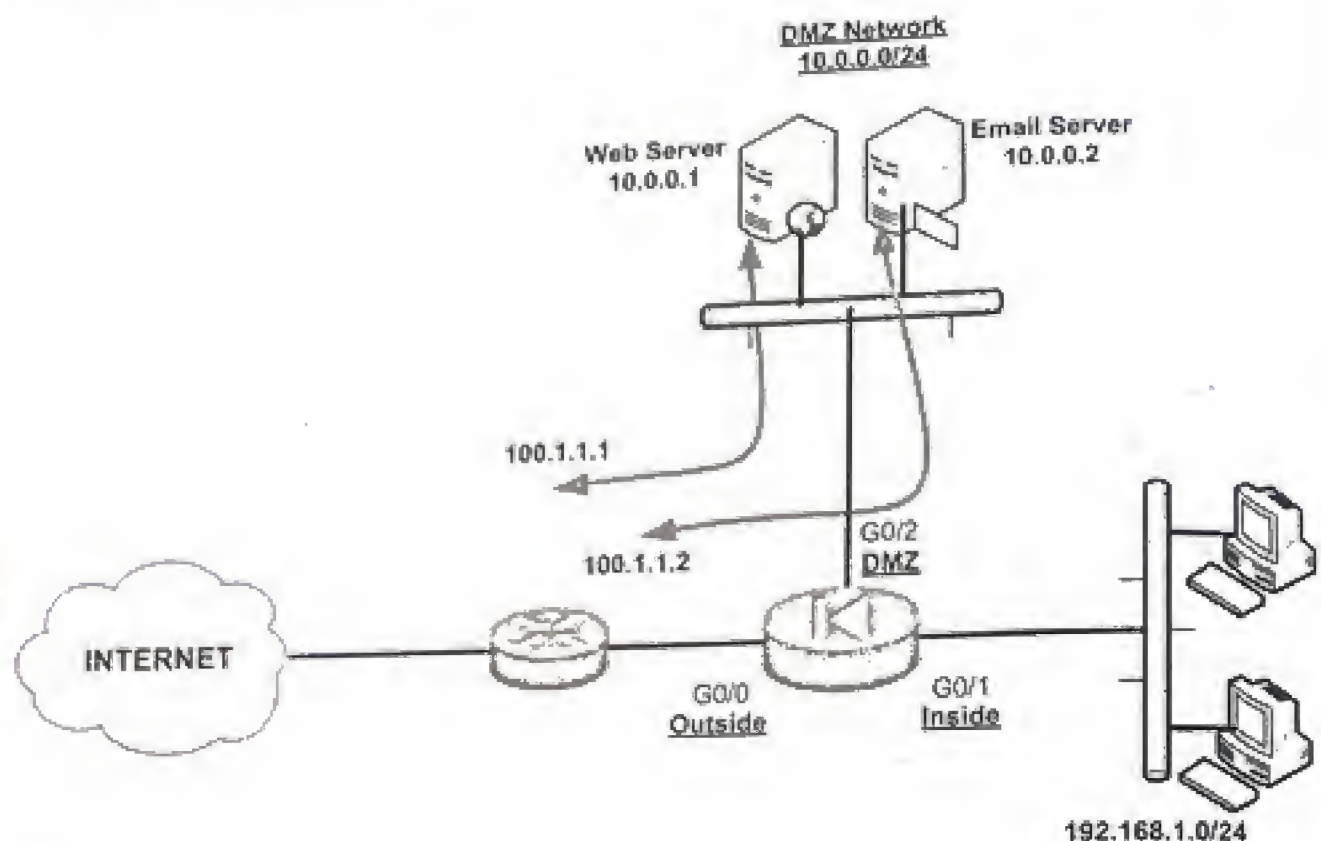 DMZ Network
10.0.0.0/24
Web Server
10.0.0.1
Email Server
10.0.0.2
100.1.1.1
100.1.1.2
G0/2
DMZ
INTERNET
G0/0
Outside
G0/1
Inside
192.168.1.0/24